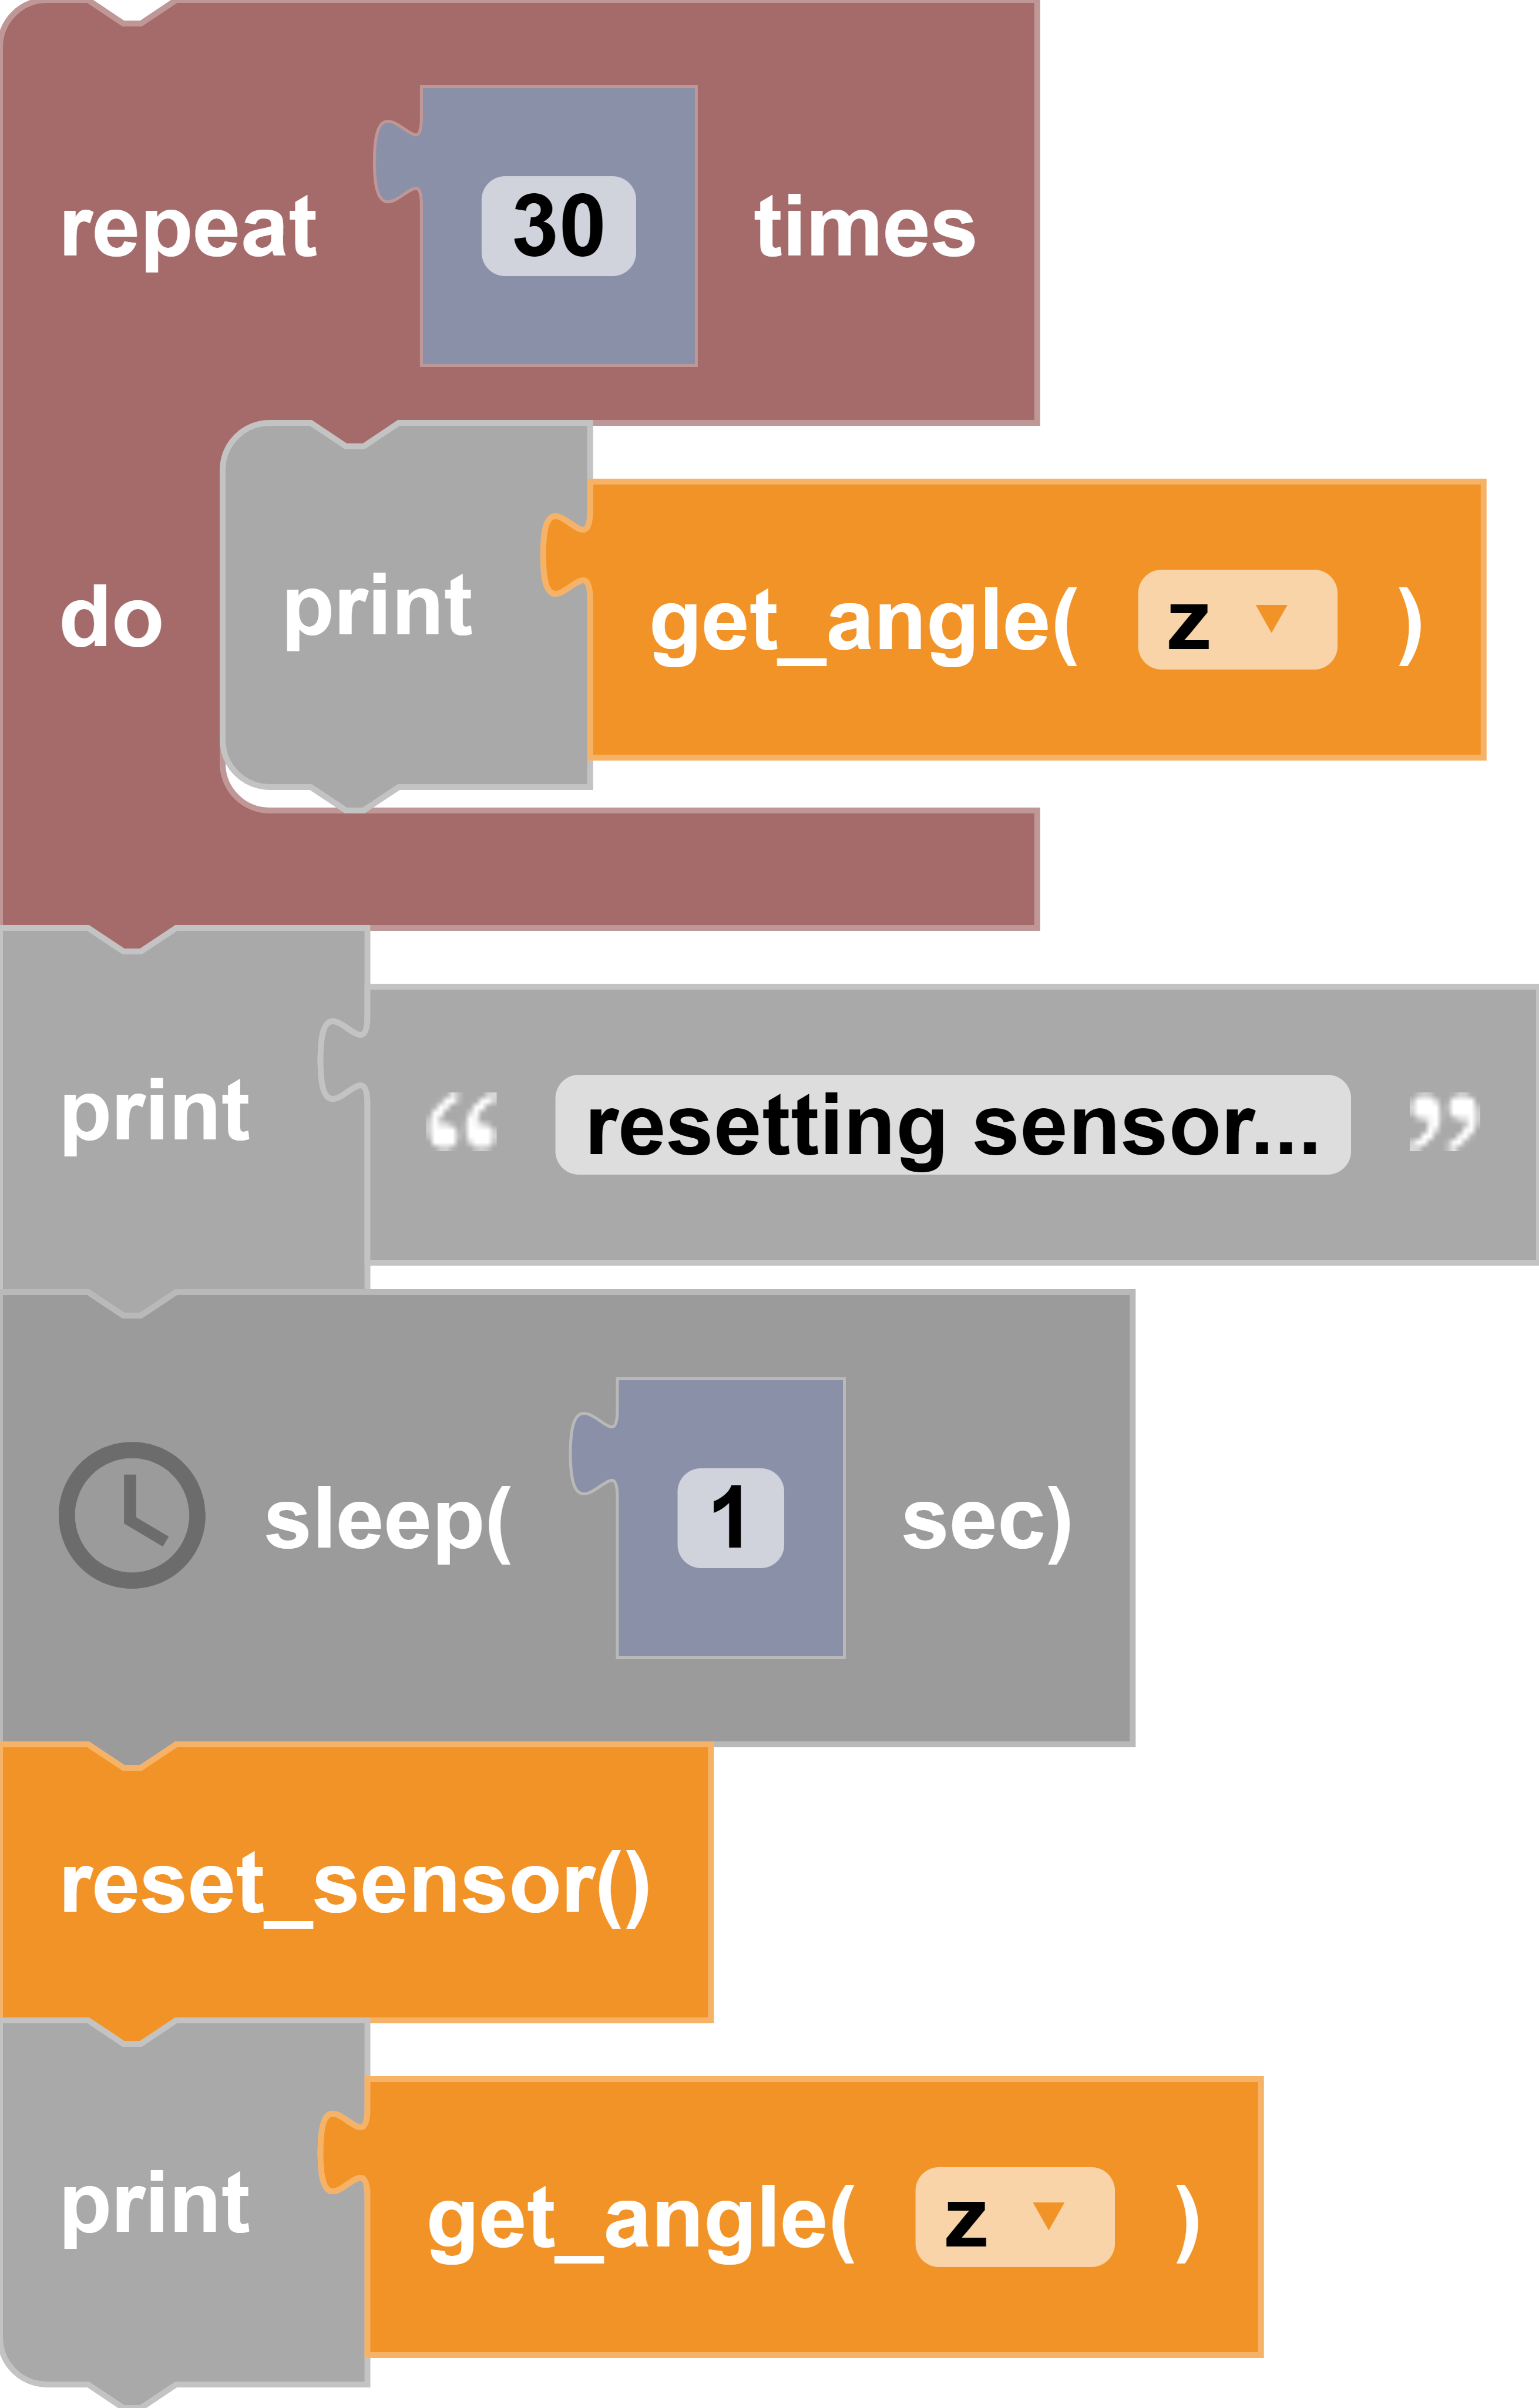 repeat 30 times
do print get_angle( z )
print “ resetting sensor... ”
sleep( 1 sec)
reset_sensor()
print get_angle( z )